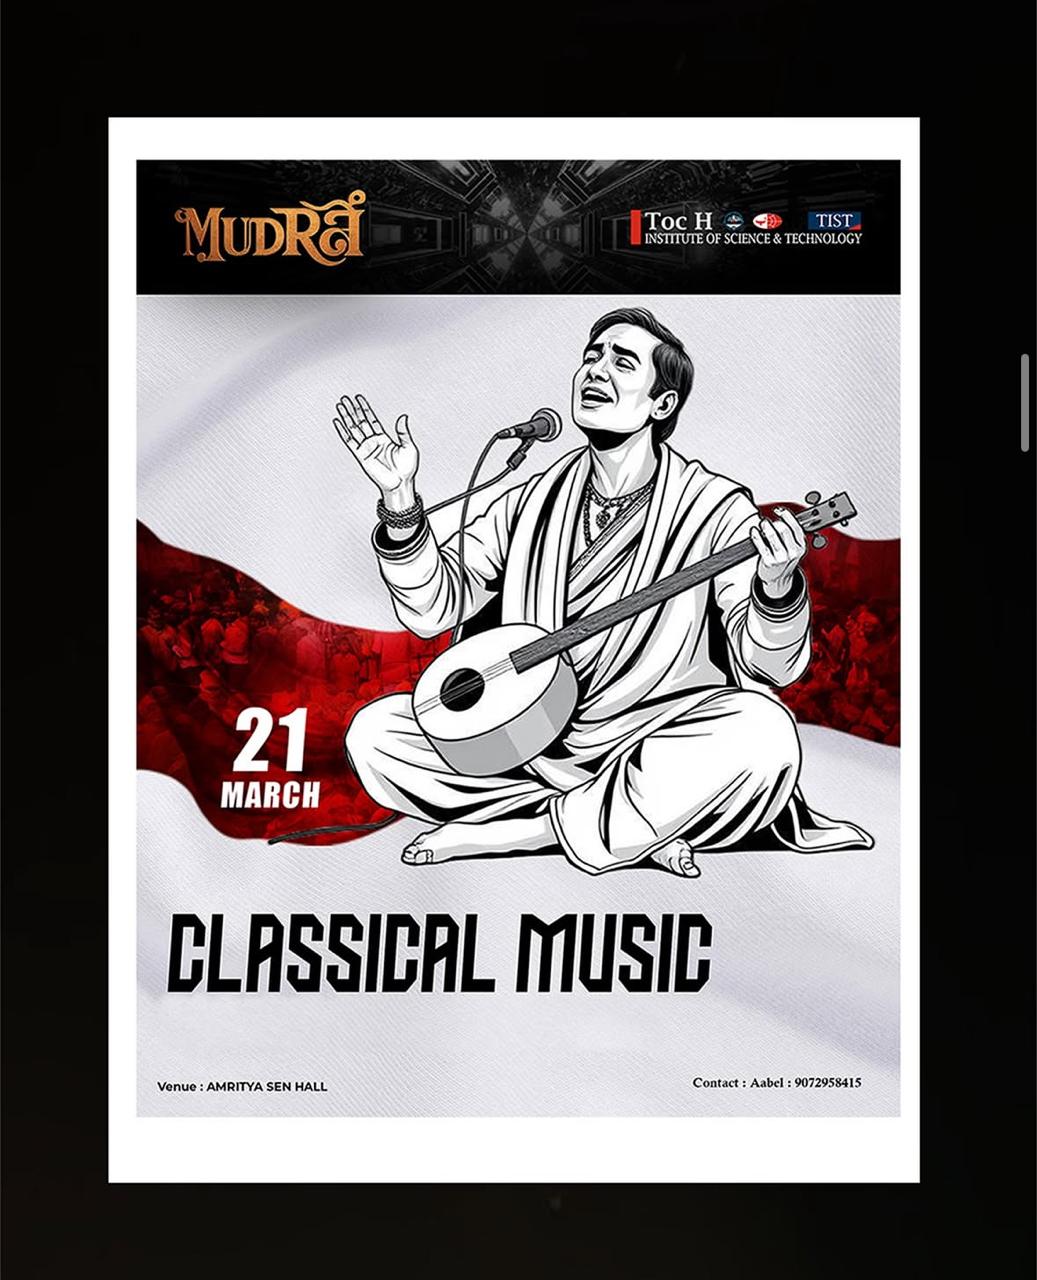 MUDRA
Toc H TIST
INSTITUTE OF SCIENCE & TECHNOLOGY
21
MARCH
CLASSICAL MUSIC
Venue : AMRITYA SEN HALL
Contact : Aabel : 9072958415